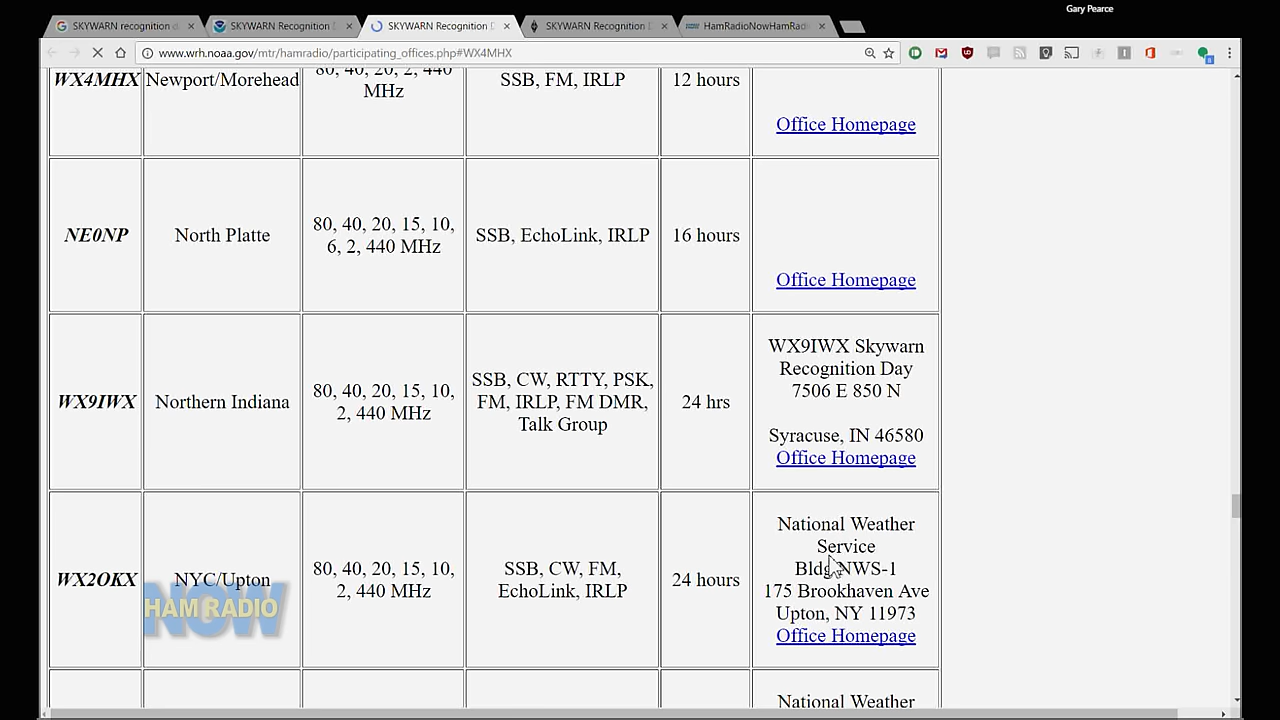 Gary Pearce
SKYWARN recognition d
SKYWARN Recognition
SKYWARN Recognition D
SKYWARN Recognition D
HamRadioNowHamRad
www.wrh.noaa.gov/mtr/hamradio/participating_offices.php#WX4MHX
WX4MHX Newport/Morehead 80, 40, 20, 2, 440 MHz SSB, FM, IRLP 12 hours
Office Homepage
NE0NP North Platte 80, 40, 20, 15, 10, SSB, EchoLink, IRLP 16 hours
6, 2, 440 MHz
Office Homepage
WX9IWX Northern Indiana 80, 40, 20, 15, 10,
2, 440 MHz
SSB, CW, RTTY, PSK,
FM, IRLP, FM DMR,
Talk Group
24 hrs
WX9IWX Skywarn
Recognition Day
7506 E 850 N
Syracuse, IN 46580
Office Homepage
WX2OKX NYC/Upton 80, 40, 20, 15, 10,
2, 440 MHz
SSB, CW, FM,
EchoLink, IRLP
24 hours
National Weather
Service
Bldg NWS-1
175 Brookhaven Ave
Upton, NY 11973
Office Homepage
HAM RADIO
NOW
National Weather